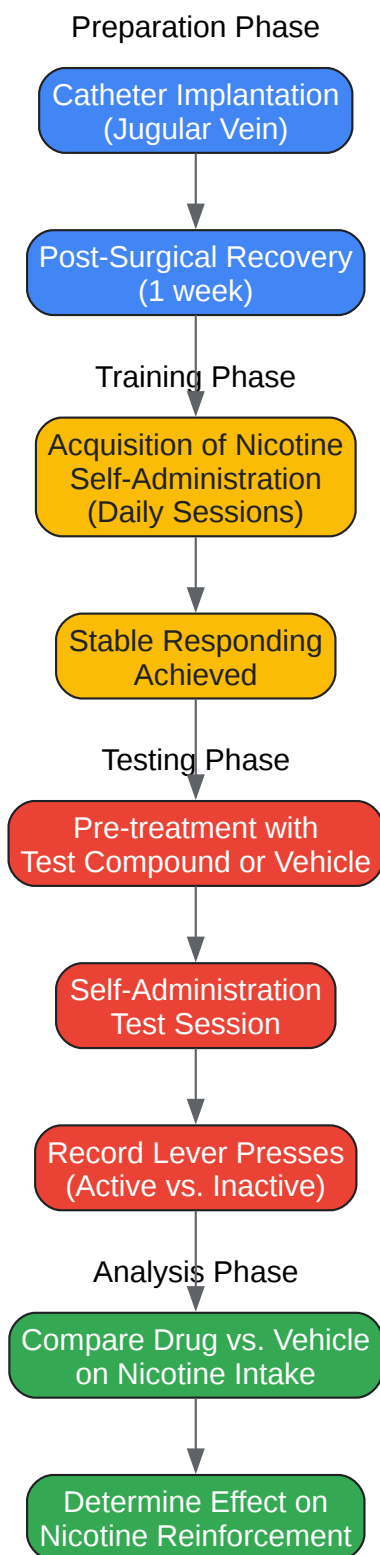 Preparation Phase
Catheter Implantation
(Jugular Vein)
Post-Surgical Recovery
(1 week)
Training Phase
Acquisition of Nicotine
Self-Administration
(Daily Sessions)
Stable Responding
Achieved
Testing Phase
Pre-treatment with
Test Compound or Vehicle
Self-Administration
Test Session
Record Lever Presses
(Active vs. Inactive)
Analysis Phase
Compare Drug vs. Vehicle
on Nicotine Intake
Determine Effect on
Nicotine Reinforcement